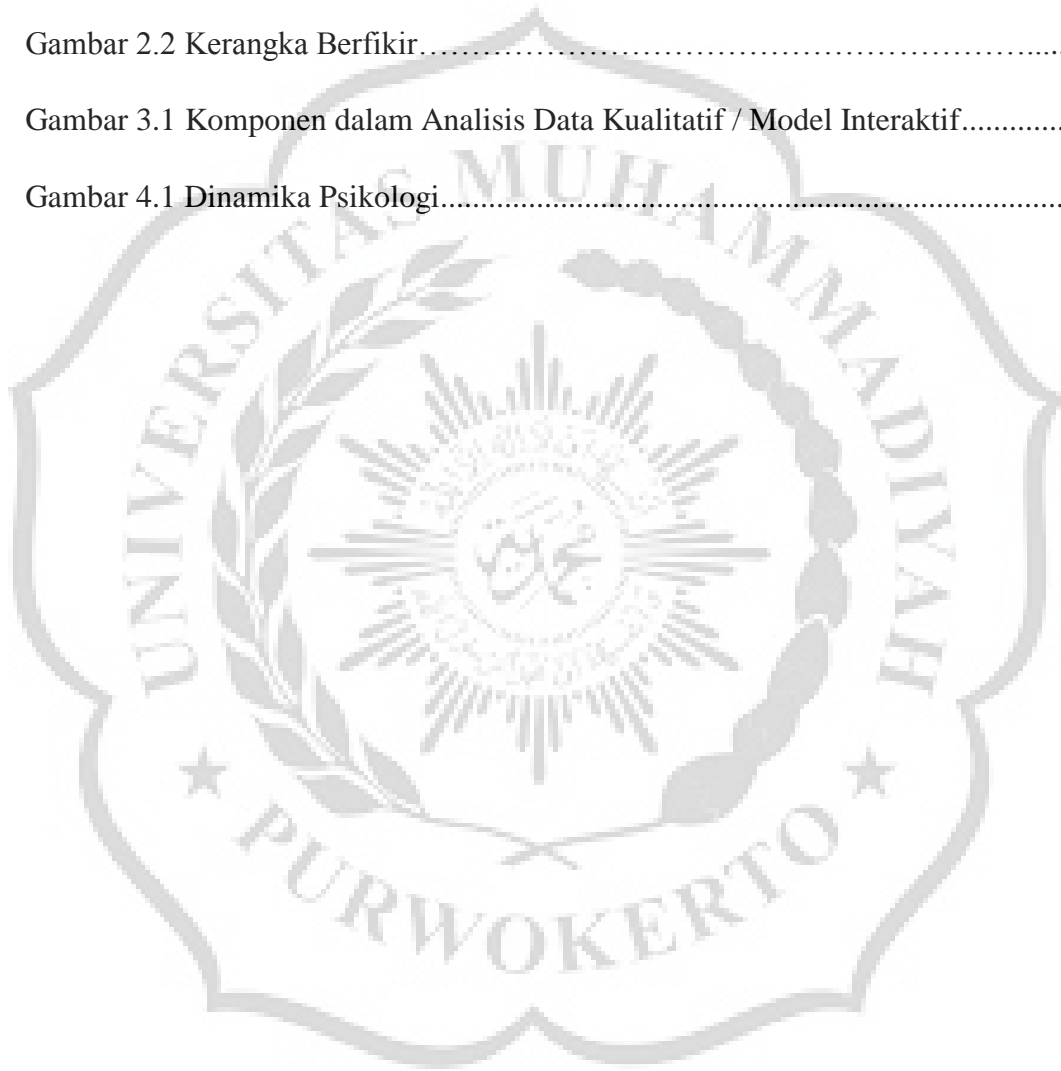 Gambar 2.2 Kerangka Berfikir…………………………………………………………......
Gambar 3.1 Komponen dalam Analisis Data Kualitatif / Model Interaktif.............
Gambar 4.1 Dinamika Psikologi....................................................................................
UNIVERSITAS MUHAMMADIYAH
★ PURWOKERTO ★